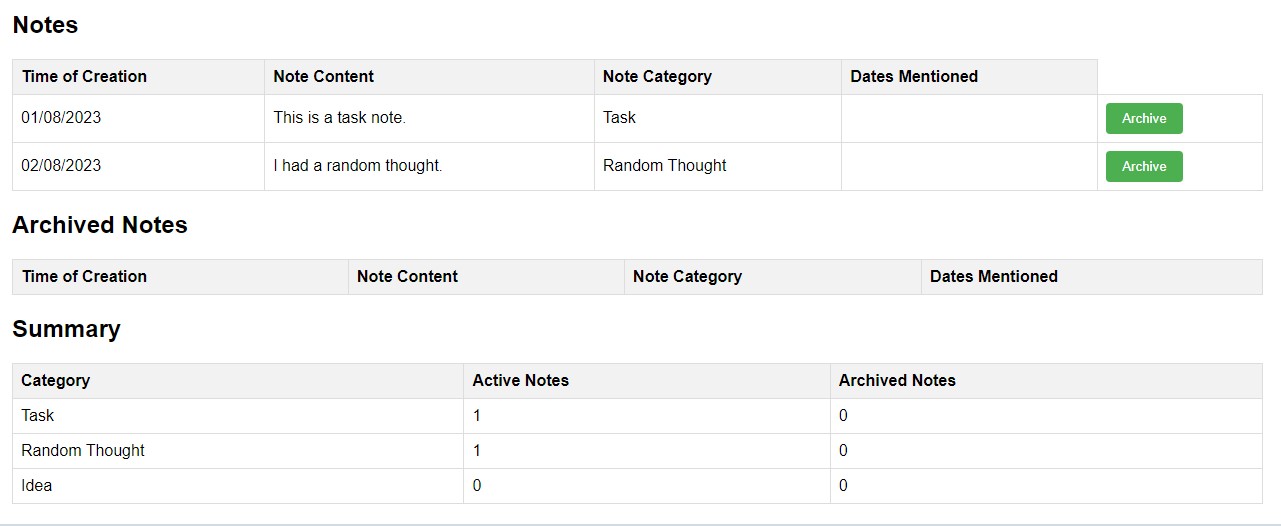 Notes
Time of Creation Note Content Note Category Dates Mentioned
01/08/2023 This is a task note. Task Archive
02/08/2023 I had a random thought. Random Thought Archive
Archived Notes
Time of Creation Note Content Note Category Dates Mentioned
Summary
Category Active Notes Archived Notes
Task 1 0
Random Thought 1 0
Idea 0 0